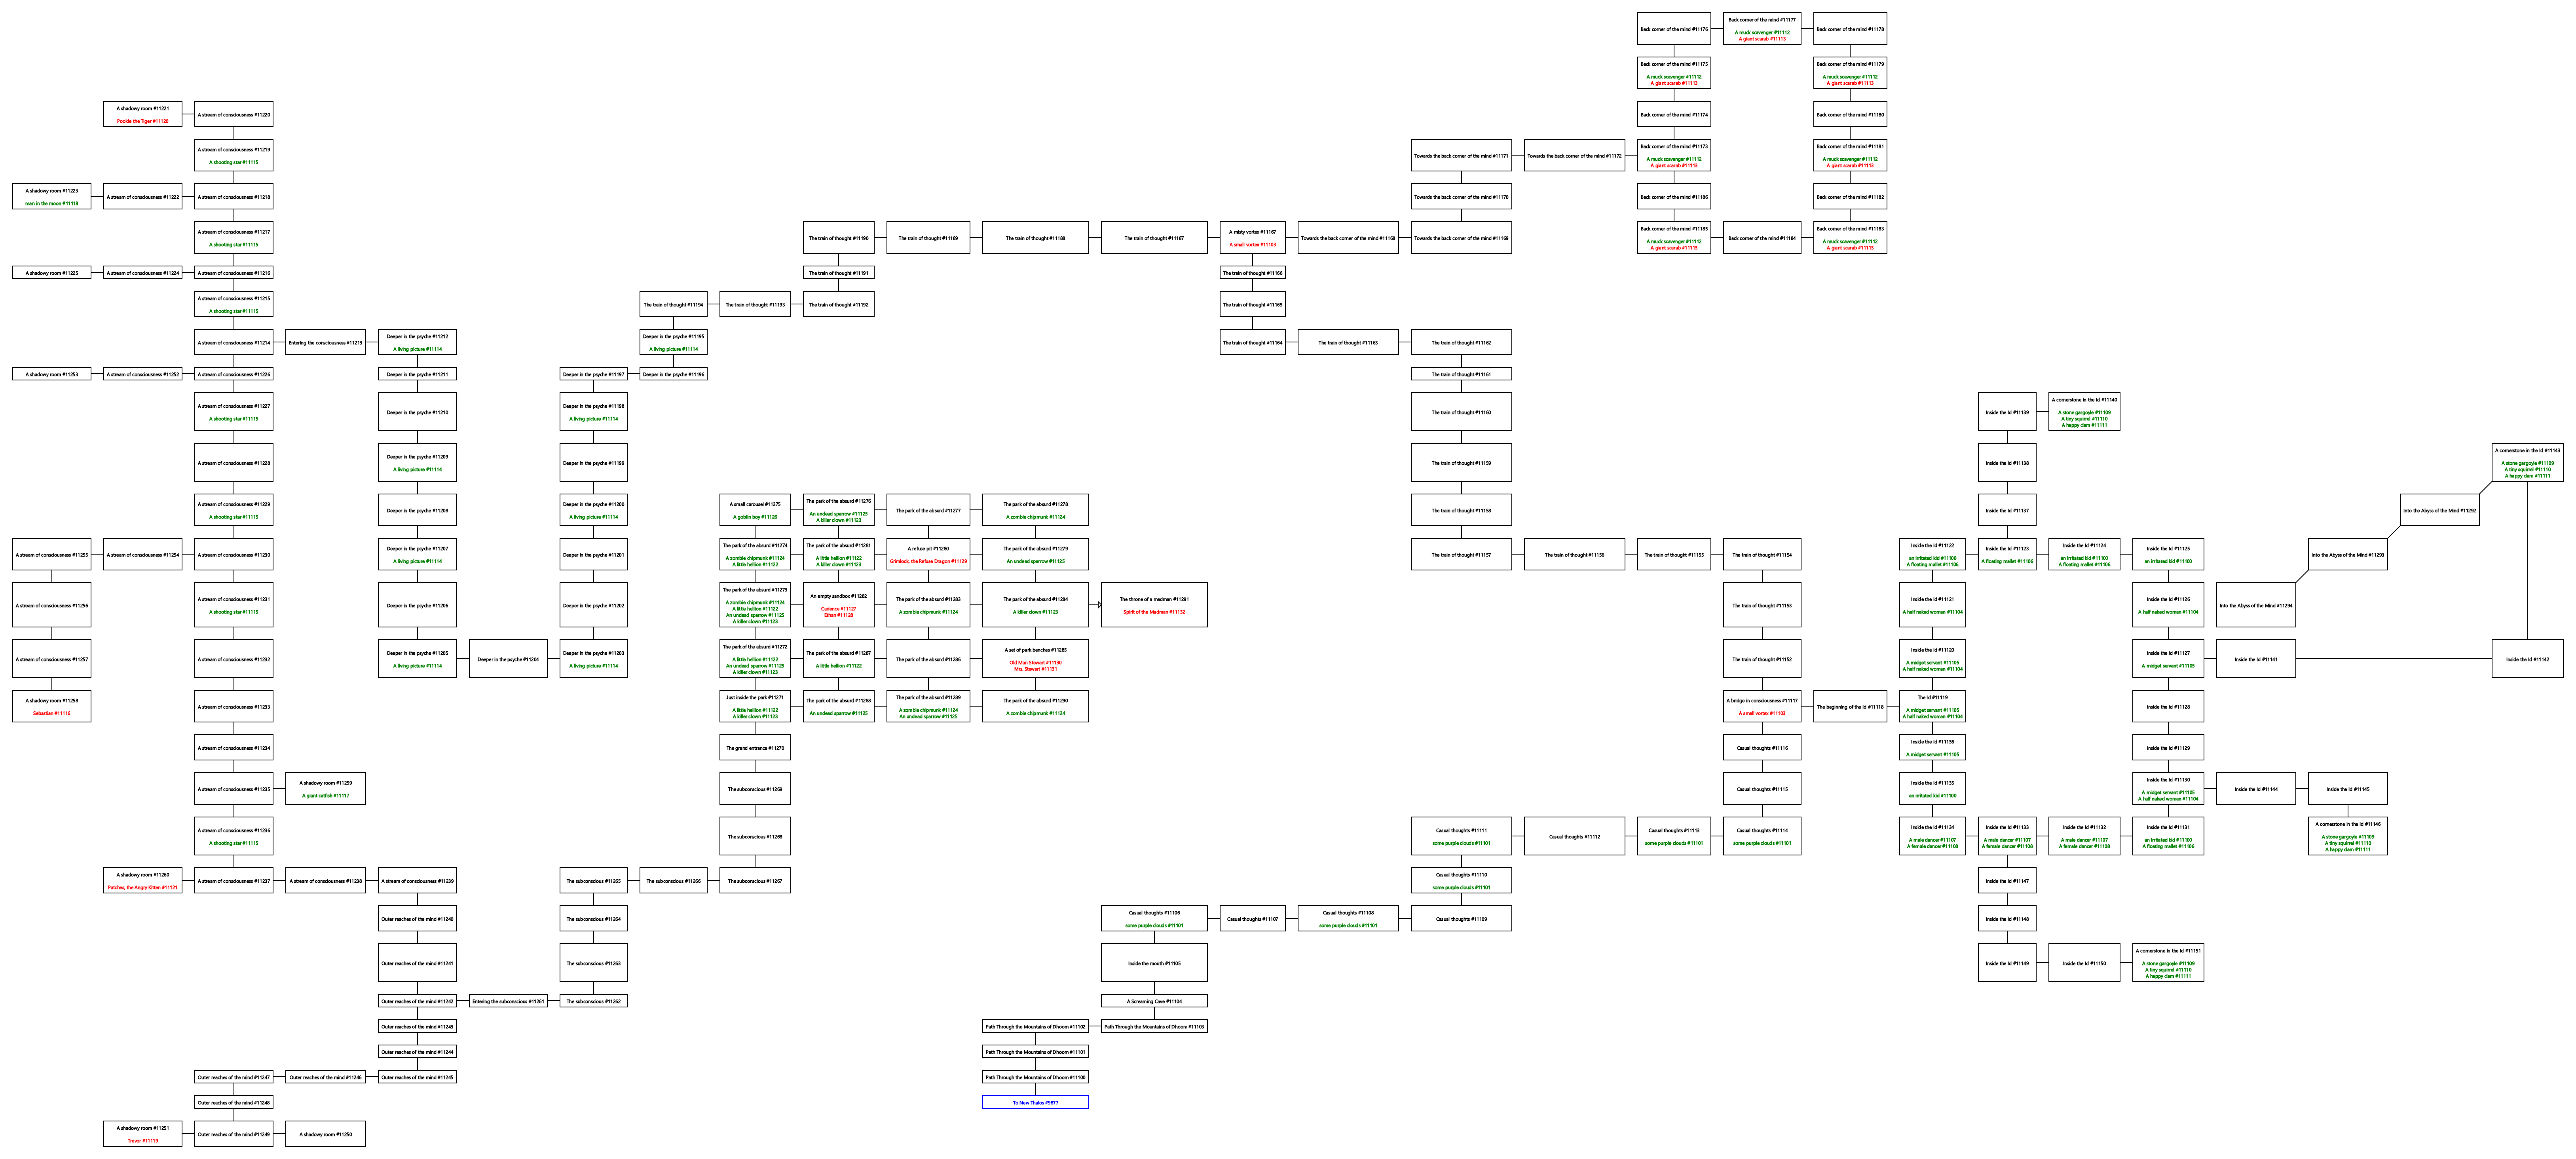 Back corner of the mind #11176
Back corner of the mind #11177
A muck scavenger #11112
A giant scarab #11113
Back corner of the mind #11178
Back corner of the mind #11175
A muck scavenger #11112
A giant scarab #11113
Back corner of the mind #11179
A muck scavenger #11112
A giant scarab #11113
A shadowy room #11221
Pookie the Tiger #11120
A stream of consciousness #11220
Back corner of the mind #11174
Back corner of the mind #11180
A stream of consciousness #11219
A shooting star #11115
Towards the back corner of the mind #11171
Towards the back corner of the mind #11172
Back corner of the mind #11173
A muck scavenger #11112
A giant scarab #11113
Back corner of the mind #11181
A muck scavenger #11112
A giant scarab #11113
A shadowy room #11223
man in the moon #11118
A stream of consciousness #11222
A stream of consciousness #11218
Towards the back corner of the mind #11170
Back corner of the mind #11186
Back corner of the mind #11182
A stream of consciousness #11217
A shooting star #11115
The train of thought #11190
The train of thought #11189
The train of thought #11188
The train of thought #11187
A misty vortex #11167
A small vortex #11103
Towards the back corner of the mind #11168
Towards the back corner of the mind #11169
Back corner of the mind #11185
A muck scavenger #11112
A giant scarab #11113
Back corner of the mind #11184
Back corner of the mind #11183
A muck scavenger #11112
A giant scarab #11113
A shadowy room #11225
A stream of consciousness #11224
A stream of consciousness #11216
The train of thought #11191
The train of thought #11166
A stream of consciousness #11215
A shooting star #11115
The train of thought #11194
The train of thought #11193
The train of thought #11192
The train of thought #11165
A stream of consciousness #11214
Entering the consciousness #11213
Deeper in the psyche #11212
A living picture #11114
Deeper in the psyche #11195
A living picture #11114
The train of thought #11164
The train of thought #11163
The train of thought #11162
A shadowy room #11253
A stream of consciousness #11252
A stream of consciousness #11226
Deeper in the psyche #11211
Deeper in the psyche #11197
Deeper in the psyche #11196
The train of thought #11161
A stream of consciousness #11227
A shooting star #11115
Deeper in the psyche #11210
Deeper in the psyche #11198
A living picture #11114
The train of thought #11160
Inside the Id #11139
A cornerstone in the Id #11140
A stone gargoyle #11109
A tiny squirrel #11110
A happy clam #11111
A stream of consciousness #11228
Deeper in the psyche #11209
A living picture #11114
Deeper in the psyche #11199
The train of thought #11159
Inside the Id #11138
A cornerstone in the Id #11143
A stone gargoyle #11109
A tiny squirrel #11110
A happy clam #11111
A stream of consciousness #11229
A shooting star #11115
Deeper in the psyche #11208
Deeper in the psyche #11200
A living picture #11114
A small carousel #11275
A goblin boy #11126
The park of the absurd #11276
An undead sparrow #11125
A killer clown #11123
The park of the absurd #11277
The park of the absurd #11278
A zombie chipmunk #11124
The train of thought #11158
Inside the Id #11137
Into the Abyss of the Mind #11292
A stream of consciousness #11255
A stream of consciousness #11254
A stream of consciousness #11230
Deeper in the psyche #11207
A living picture #11114
Deeper in the psyche #11201
The park of the absurd #11274
A zombie chipmunk #11124
A little hellion #11122
The park of the absurd #11281
A little hellion #11122
A killer clown #11123
A refuse pit #11280
Grimlock, the Refuse Dragon #11129
The park of the absurd #11279
An undead sparrow #11125
The train of thought #11157
The train of thought #11156
The train of thought #11155
The train of thought #11154
Inside the Id #11122
an irritated kid #11100
A floating mallet #11106
Inside the Id #11123
A floating mallet #11106
Inside the Id #11124
an irritated kid #11100
A floating mallet #11106
Inside the Id #11125
an irritated kid #11100
Into the Abyss of the Mind #11293
A stream of consciousness #11256
A stream of consciousness #11231
A shooting star #11115
Deeper in the psyche #11206
Deeper in the psyche #11202
The park of the absurd #11273
A zombie chipmunk #11124
A little hellion #11122
An undead sparrow #11125
A killer clown #11123
An empty sandbox #11282
Cadence #11127
Ethan #11128
The park of the absurd #11283
A zombie chipmunk #11124
The park of the absurd #11284
A killer clown #11123
The throne of a madman #11291
Spirit of the Madman #11132
The train of thought #11153
Inside the Id #11121
A half naked woman #11104
Inside the Id #11126
A half naked woman #11104
Into the Abyss of the Mind #11294
A stream of consciousness #11257
A stream of consciousness #11232
Deeper in the psyche #11205
A living picture #11114
Deeper in the psyche #11204
Deeper in the psyche #11203
A living picture #11114
The park of the absurd #11272
A little hellion #11122
An undead sparrow #11125
A killer clown #11123
The park of the absurd #11287
A little hellion #11122
The park of the absurd #11286
A set of park benches #11285
Old Man Stewart #11130
Mrs. Stewart #11131
The train of thought #11152
Inside the Id #11120
A midget servant #11105
A half naked woman #11104
Inside the Id #11127
A midget servant #11105
Inside the Id #11141
Inside the Id #11142
A shadowy room #11258
Sebastian #11116
A stream of consciousness #11233
Just inside the park #11271
A little hellion #11122
A killer clown #11123
The park of the absurd #11288
An undead sparrow #11125
The park of the absurd #11289
A zombie chipmunk #11124
An undead sparrow #11125
The park of the absurd #11290
A zombie chipmunk #11124
A bridge in consciousness #11117
A small vortex #11103
The beginning of the Id #11118
The Id #11119
A midget servant #11105
A half naked woman #11104
Inside the Id #11128
A stream of consciousness #11234
The grand entrance #11270
Casual thoughts #11116
Inside the Id #11136
A midget servant #11105
Inside the Id #11129
A stream of consciousness #11235
A shadowy room #11259
A giant catfish #11117
The subconscious #11269
Casual thoughts #11115
Inside the Id #11135
an irritated kid #11100
Inside the Id #11130
A midget servant #11105
A half naked woman #11104
Inside the Id #11144
Inside the Id #11145
A stream of consciousness #11236
A shooting star #11115
The subconscious #11268
Casual thoughts #11111
some purple clouds #11101
Casual thoughts #11112
Casual thoughts #11113
some purple clouds #11101
Casual thoughts #11114
some purple clouds #11101
Inside the Id #11134
A male dancer #11107
A female dancer #11108
Inside the Id #11133
A male dancer #11107
A female dancer #11108
Inside the Id #11132
A male dancer #11107
A female dancer #11108
Inside the Id #11131
an irritated kid #11100
A floating mallet #11106
A cornerstone in the Id #11146
A stone gargoyle #11109
A tiny squirrel #11110
A happy clam #11111
A shadowy room #11260
Patches, the Angry Kitten #11121
A stream of consciousness #11237
A stream of consciousness #11238
A stream of consciousness #11239
The subconscious #11265
The subconscious #11266
The subconscious #11267
Casual thoughts #11110
some purple clouds #11101
Inside the Id #11147
Outer reaches of the mind #11240
The subconscious #11264
Casual thoughts #11106
some purple clouds #11101
Casual thoughts #11107
Casual thoughts #11108
some purple clouds #11101
Casual thoughts #11109
Inside the Id #11148
Outer reaches of the mind #11241
The subconscious #11263
Inside the mouth #11105
Inside the Id #11149
Inside the Id #11150
A cornerstone in the Id #11151
A stone gargoyle #11109
A tiny squirrel #11110
A happy clam #11111
Outer reaches of the mind #11242
Entering the subconscious #11261
The subconscious #11262
A Screaming Cave #11104
Outer reaches of the mind #11243
Path Through the Mountains of Dhoom #11102
Path Through the Mountains of Dhoom #11103
Outer reaches of the mind #11244
Path Through the Mountains of Dhoom #11101
Outer reaches of the mind #11247
Outer reaches of the mind #11246
Outer reaches of the mind #11245
Path Through the Mountains of Dhoom #11100
Outer reaches of the mind #11248
To New Thalos #9877
A shadowy room #11251
Trevor #11119
Outer reaches of the mind #11249
A shadowy room #11250